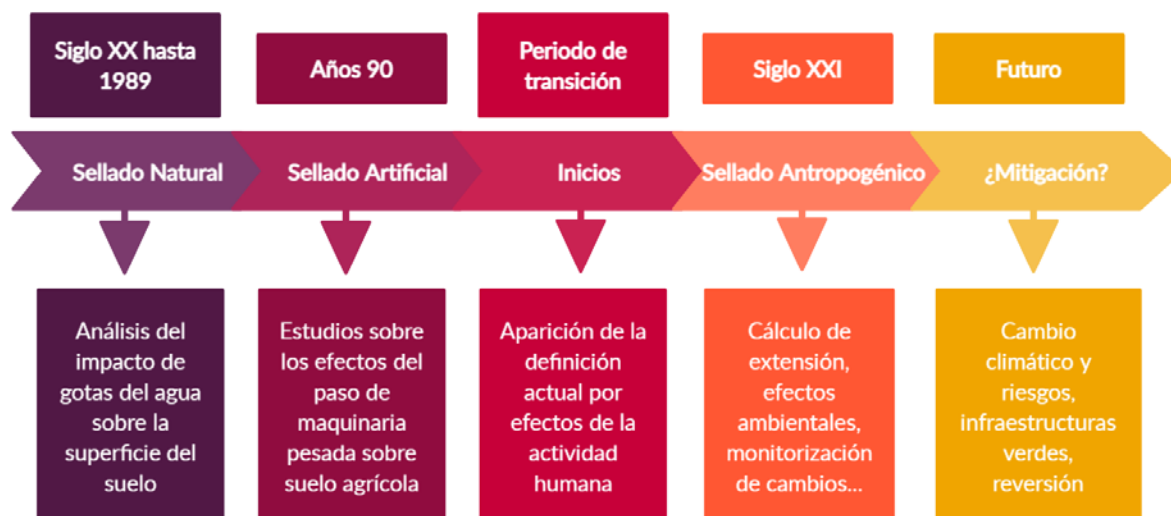 Siglo XX hasta
1989
Años 90
Periodo de
transición
Siglo XXI
Futuro
Sellado Natural
Sellado Artificial
Inicios
Sellado Antropogénico
¿Mitigación?
Análisis del
impacto de
gotas del agua
sobre la
superficie del
suelo
Estudios sobre
los efectos del
paso de
maquinaria
pesada sobre
suelo agrícola
Aparición de la
definición
actual por
efectos de la
actividad
humana
Cálculo de
extensión,
efectos
ambientales,
monitorización
de cambios...
Cambio
climático y
riesgos,
infraestructuras
verdes,
reversión